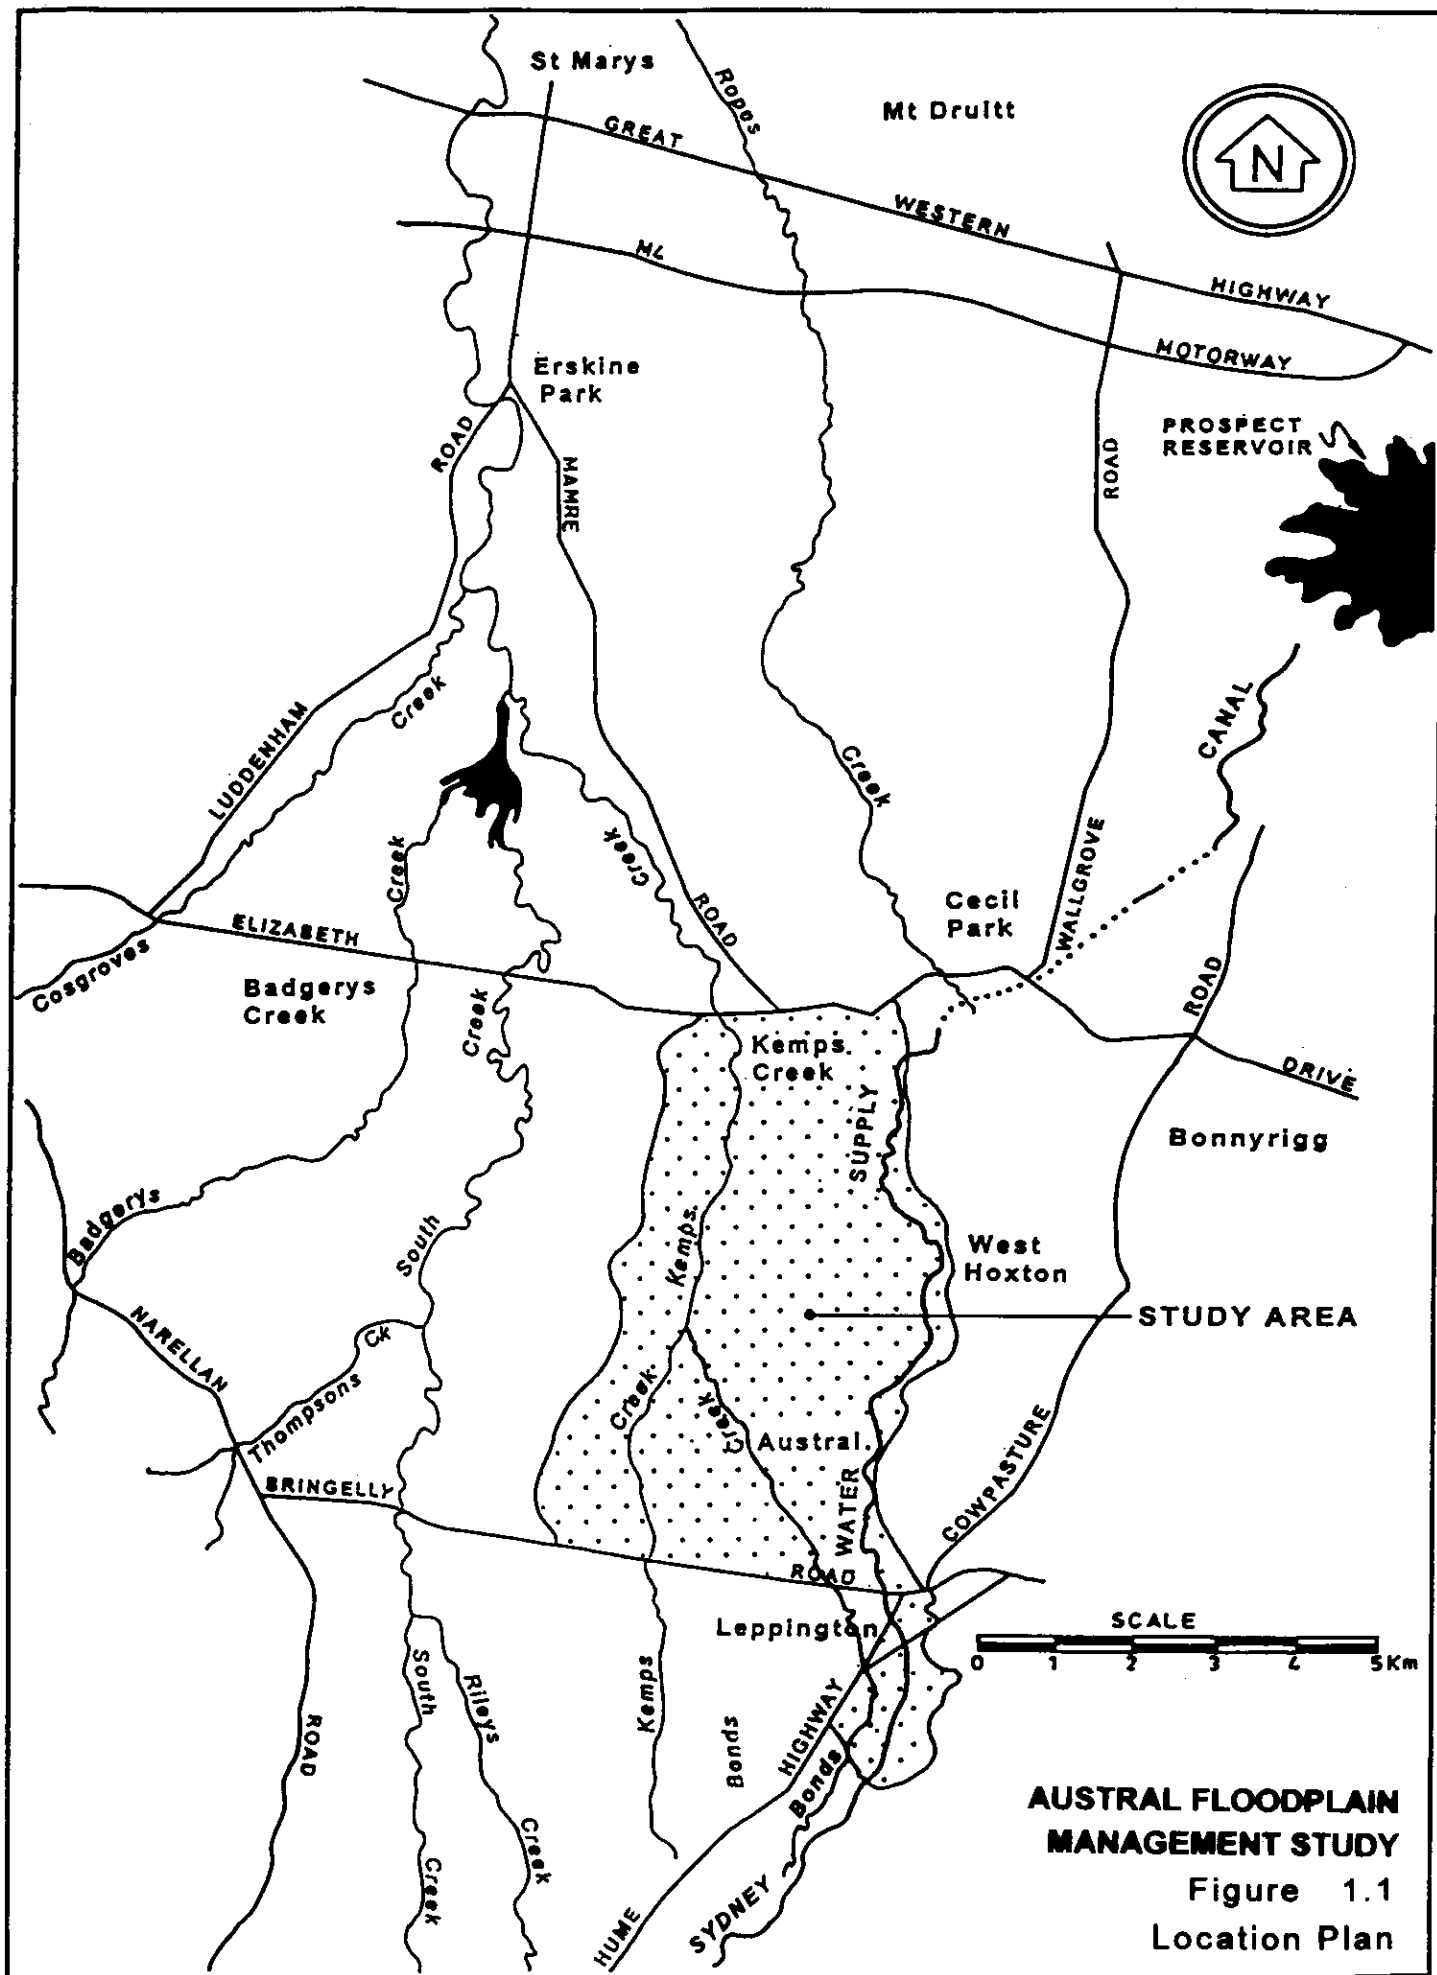 St Marys
Ropes
Mt Druitt
N
GREAT
WESTERN
HIGHWAY
M4
MOTORWAY
Erskine
Park
ROAD
MAMRE
ROAD
PROSPECT
RESERVOIR
Creek
LUDDENHAM
CANAL
Creek
Creek
Creek
WALLGROVE
ROAD
Cecil
Park
ELIZABETH
Cosgroves
Badgerys
Creek
Creek
ROAD
Kemps
Creek
DRIVE
SUPPLY
Bonnyrigg
Badgerys
South
Kemps
West
Hoxton
STUDY AREA
NARELLAN
Thompsons
Ck
Creek
Creek
Austral
COWPASTURE
BRINGELLY
WATER
ROAD
Leppington
SCALE
0 1 2 3 4 5Km
South
Rileys
Kemps
Bonds
HIGHWAY
Bonds
ROAD
Creek
Creek
HUME
SYDNEY
AUSTRAL FLOODPLAIN
MANAGEMENT STUDY
Figure 1.1
Location Plan